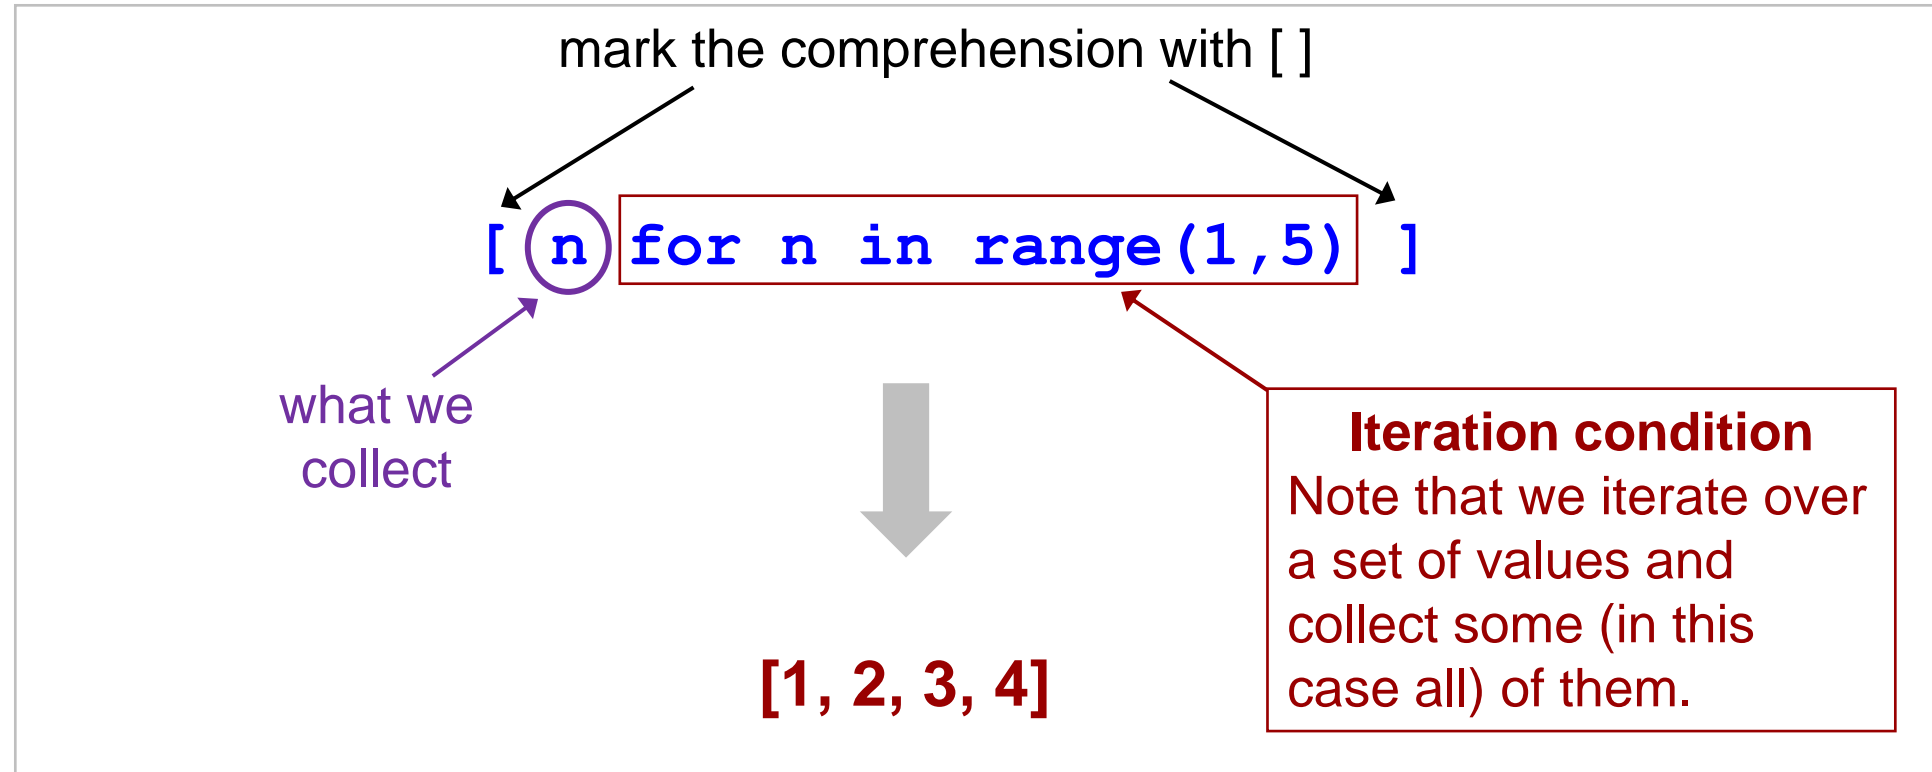 mark the comprehension with [ ]
[ n for n in range(1,5) ]
what we
collect
Iteration condition
Note that we iterate over
a set of values and
collect some (in this
case all) of them.
[1, 2, 3, 4]